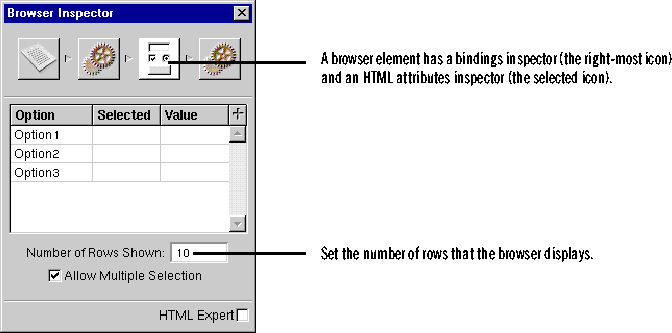 Browser Inspector
A browser element has a bindings inspector (the right-most icon)
and an HTML attributes inspector (the selected icon).
Option Selected Value
Option1
Option2
Option3
Number of Rows Shown: 10
Set the number of rows that the browser displays.
Allow Multiple Selection
HTML Expert